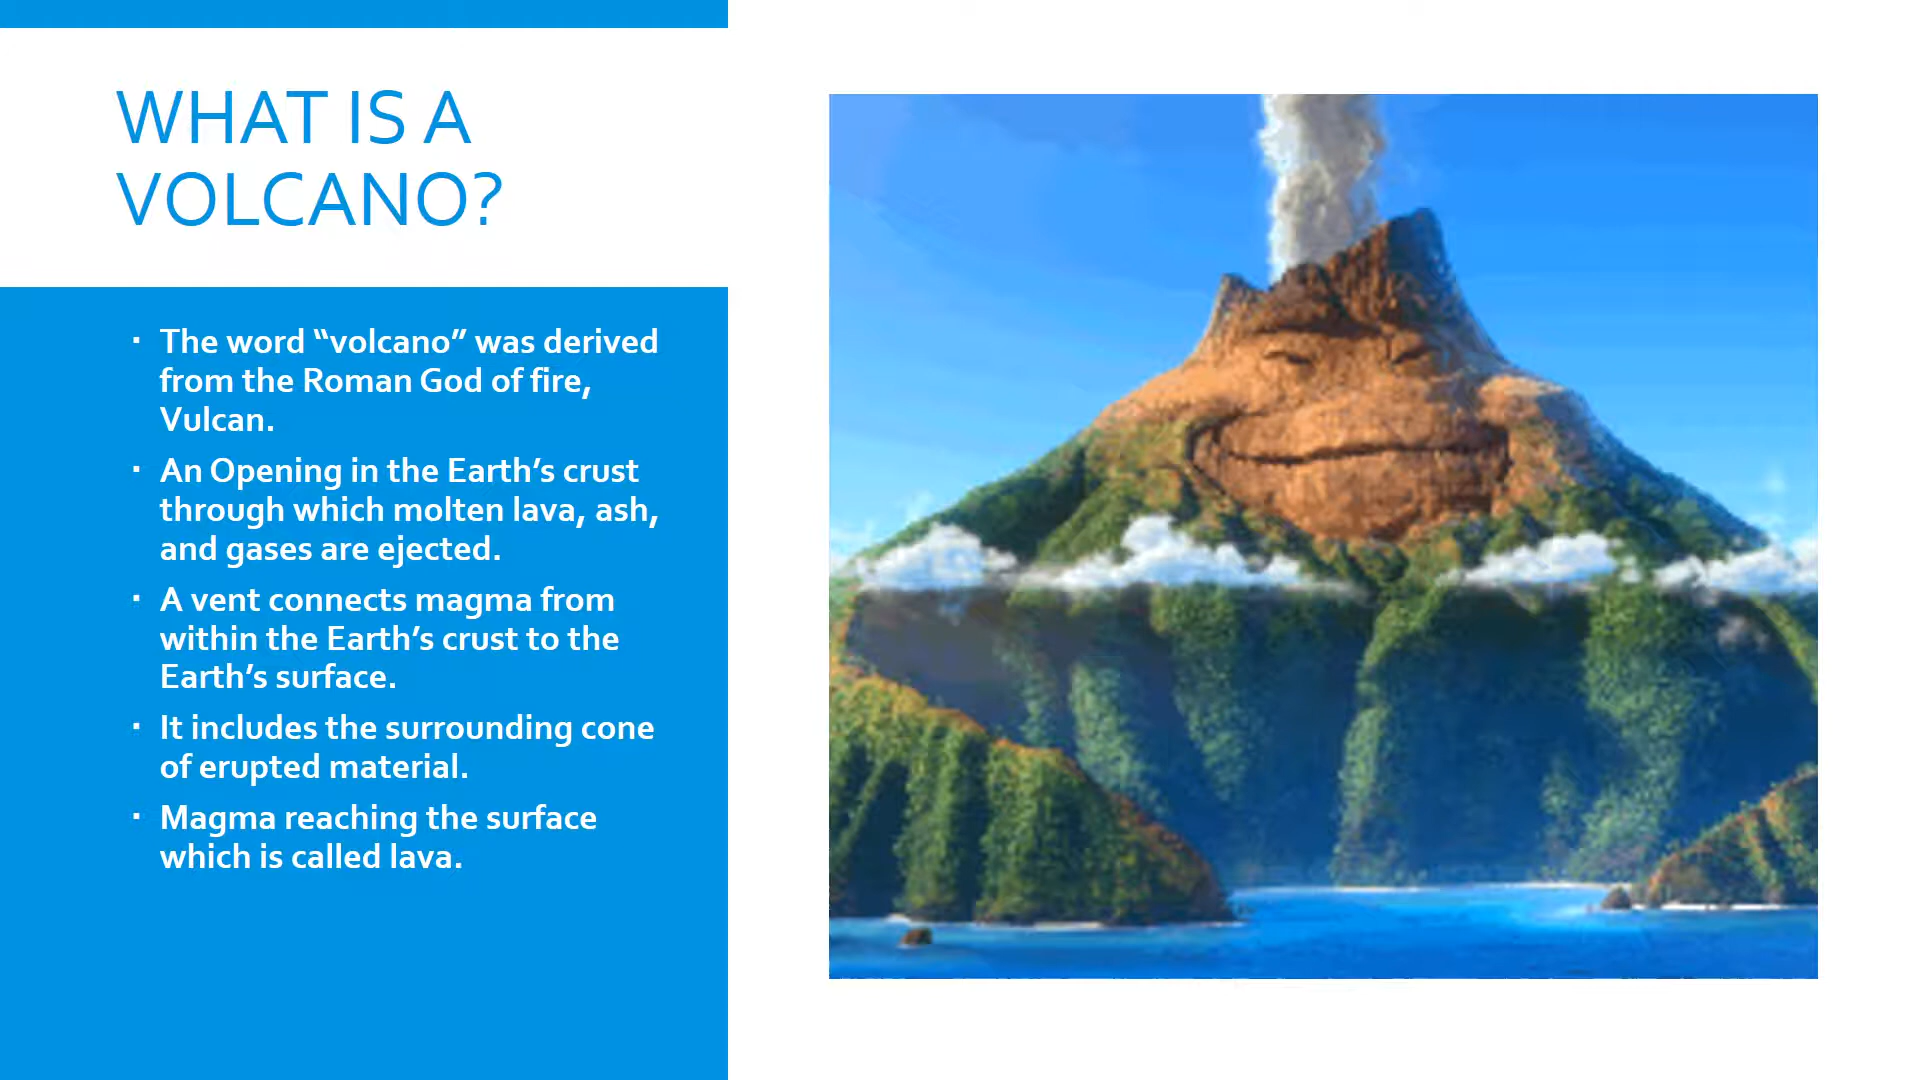 WHAT IS A
VOLCANO?
▪ The word “volcano” was derived
from the Roman God of fire,
Vulcan.
▪ An Opening in the Earth’s crust
through which molten lava, ash,
and gases are ejected.
▪ A vent connects magma from
within the Earth’s crust to the
Earth’s surface.
▪ It includes the surrounding cone
of erupted material.
▪ Magma reaching the surface
which is called lava.